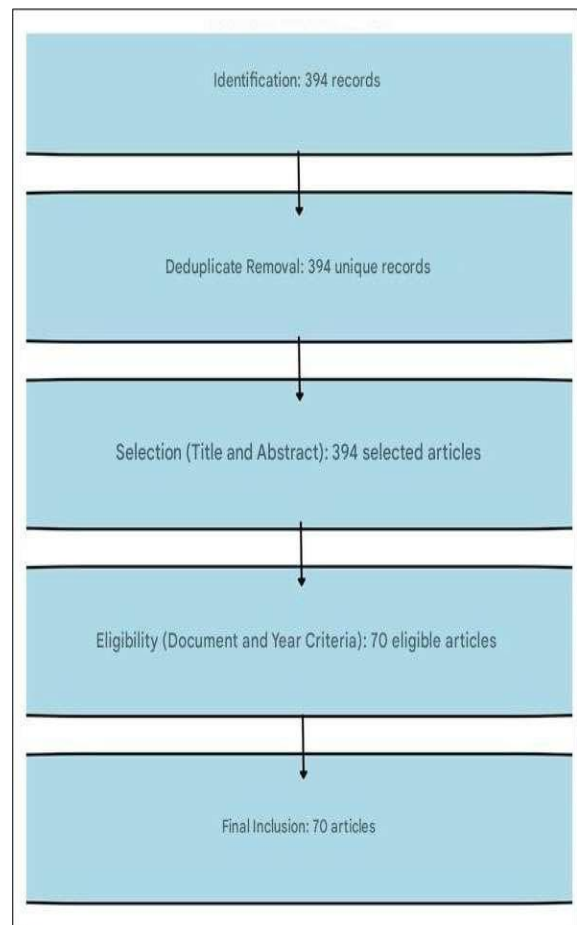 Identification: 394 records
Deduplicate Removal: 394 unique records
Selection (Title and Abstract): 394 selected articles
Eligibility (Document and Year Criteria): 70 eligible articles
Final Inclusion: 70 articles